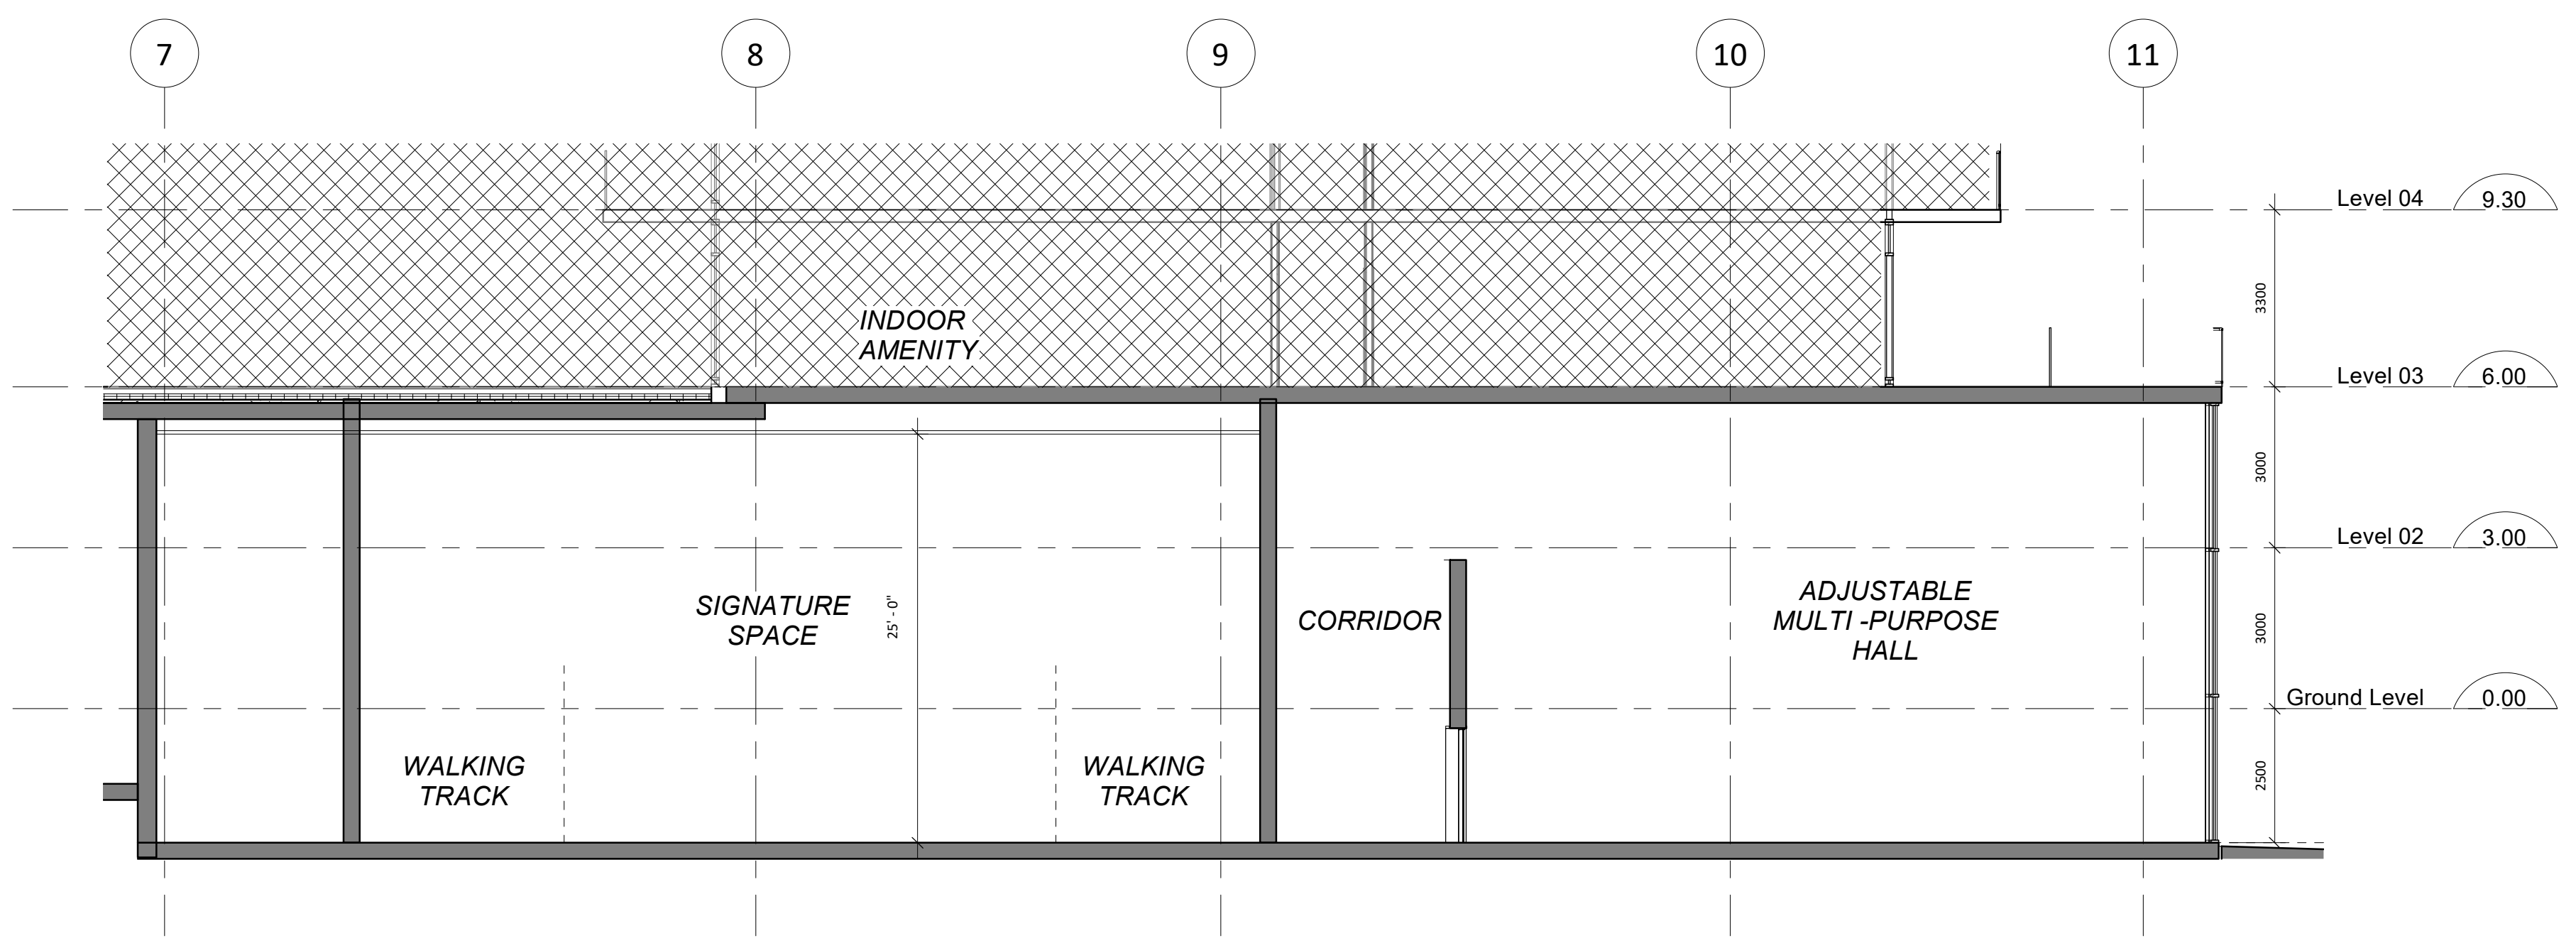 7
8
9
10
11
Level 04
9.30
3300
INDOOR
AMENITY
Level 03
6.00
3000
Level 02
3.00
SIGNATURE
SPACE
25' - 0"
CORRIDOR
ADJUSTABLE
MULTI -PURPOSE
HALL
3000
Ground Level
0.00
WALKING
TRACK
WALKING
TRACK
2500